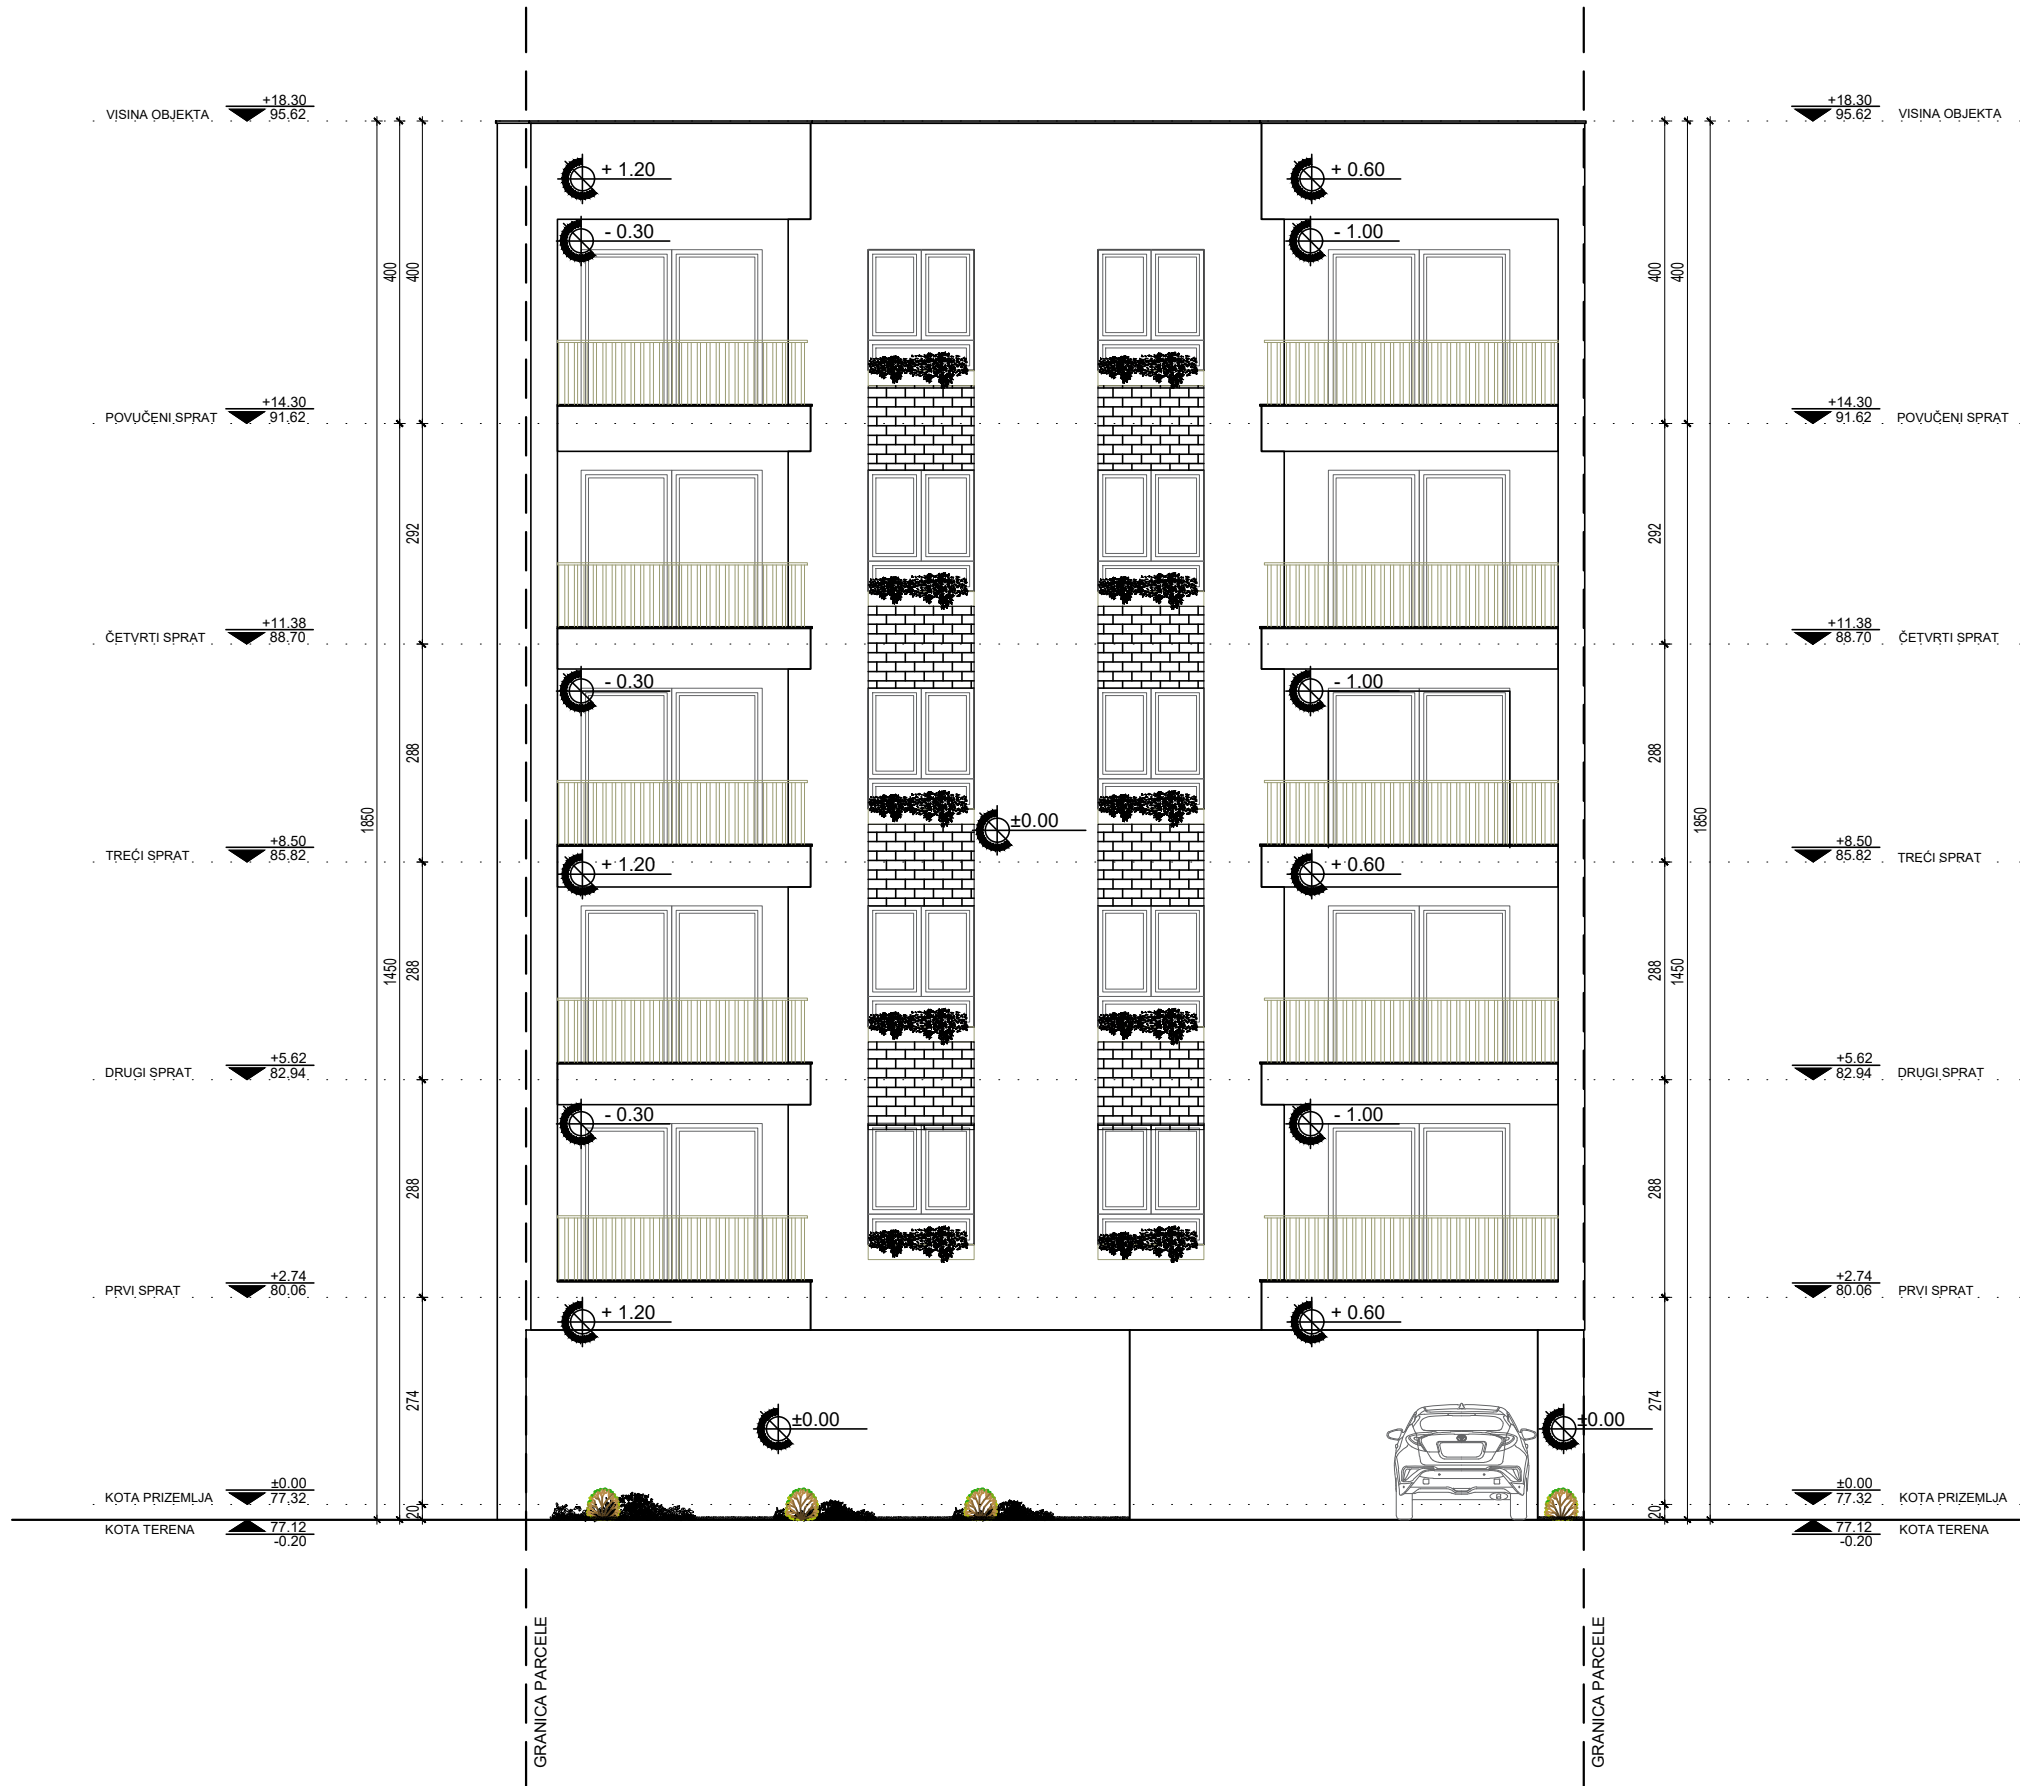 +18.30
VISINA OBJEKTA 95.62
+18.30
95.62 VISINA OBJEKTA
+ 1.20
+ 0.60
- 0.30
- 1.00
400
400
400
400
+14.30
POVUČENI SPRAT 91.62
+14.30
91.62 POVUČENI SPRAT
292
292
+11.38
ČETVRTI SPRAT 88.70
+11.38
88.70 ČETVRTI SPRAT
- 0.30
- 1.00
288
288
1850
±0.00
1850
+8.50
TREĆI SPRAT 85.82
+8.50
85.82 TREĆI SPRAT
+ 1.20
+ 0.60
1450
288
288
1450
+5.62
DRUGI SPRAT 82.94
+5.62
82.94 DRUGI SPRAT
- 0.30
- 1.00
288
288
+2.74
PRVI SPRAT 80.06
+2.74
80.06 PRVI SPRAT
+ 1.20
+ 0.60
274
274
±0.00
±0.00
±0.00
KOTA PRIZEMLJA 77.32
±0.00
77.32 KOTA PRIZEMLJA
20
20
KOTA TERENA 77.12
-0.20
77.12 KOTA TERENA
-0.20
GRANICA PARCELE
GRANICA PARCELE